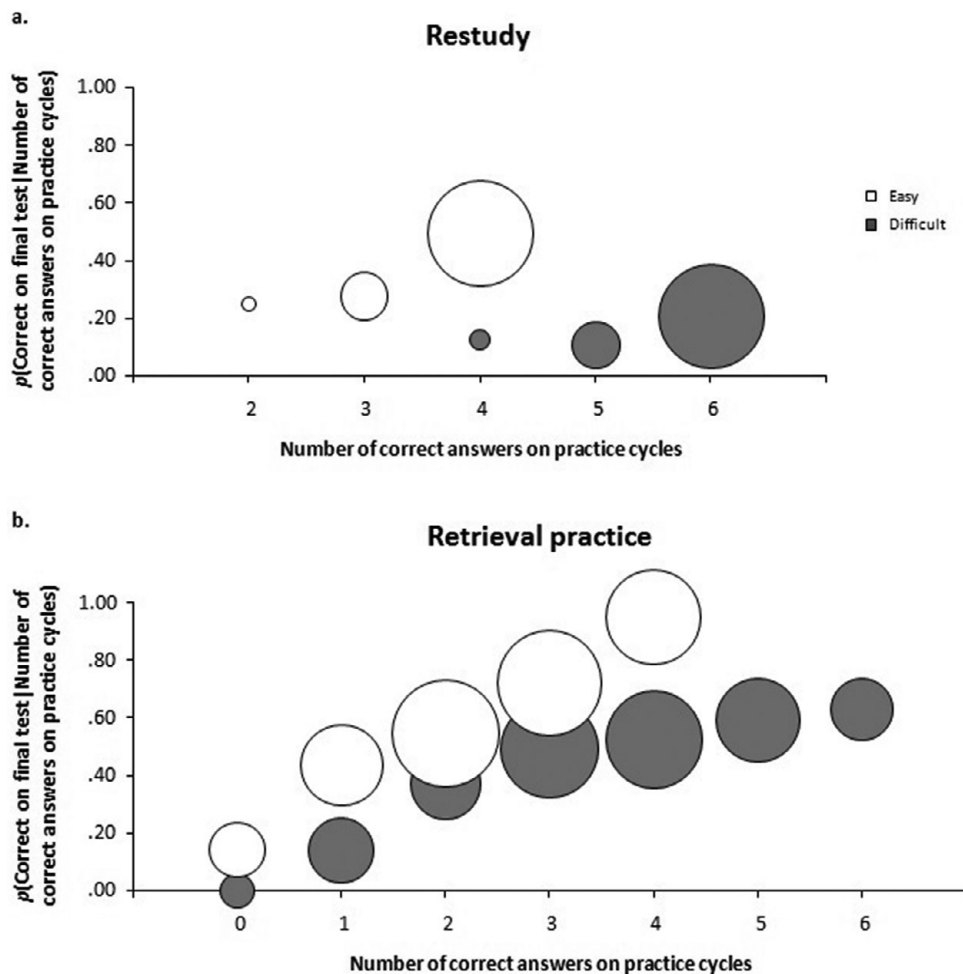 a.
Restudy
p(Correct on final test|Number of
correct answers on practice cycles)
1.00
.80
.60
.40
.20
.00
2 3 4 5 6
Number of correct answers on practice cycles
Easy
Difficult
b.
Retrieval practice
p(Correct on final test|Number of
correct answers on practice cycles)
1.00
.80
.60
.40
.20
.00
0 1 2 3 4 5 6
Number of correct answers on practice cycles